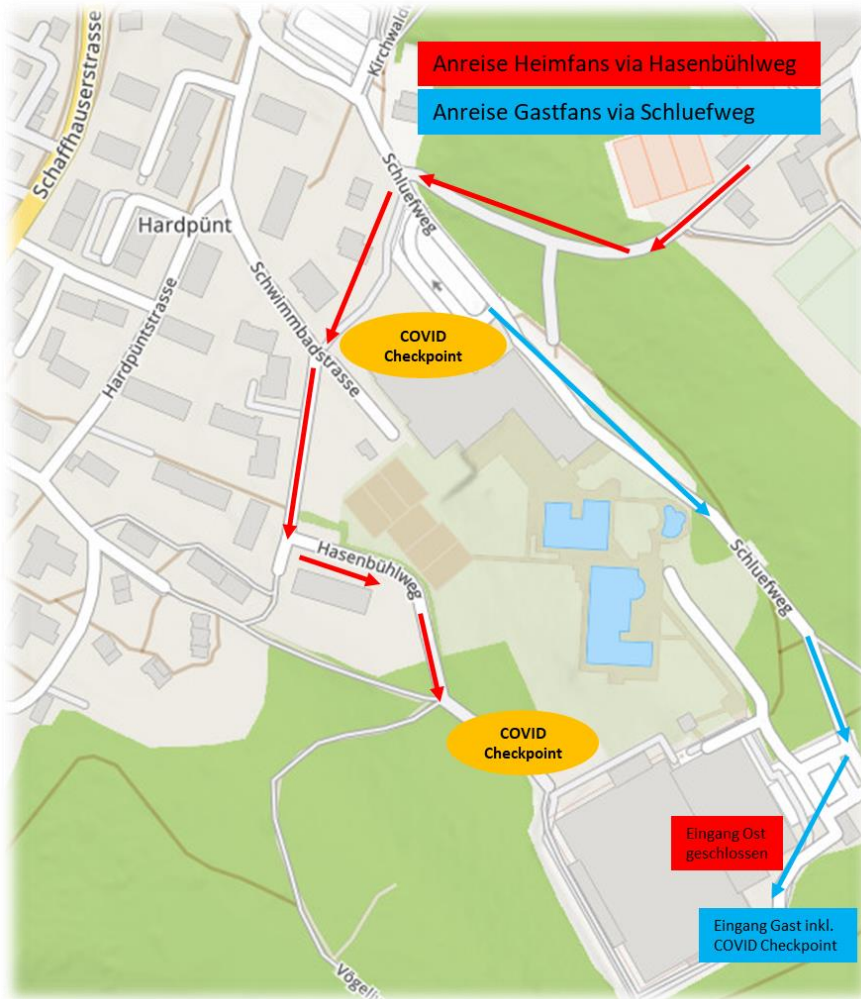 Anreise Heimfans via Hasenbühlweg
Anreise Gastfans via Schluefweg
Schaffhauserstrasse
Kirchwald
Schluefweg
Hardpünt
Schwimmbadstrasse
Hardpüntstrasse
COVID
Checkpoint
Hasenbühlweg
Schluefweg
COVID
Checkpoint
Eingang Ost
geschlossen
Eingang Gast inkl.
COVID Checkpoint
Vögeli